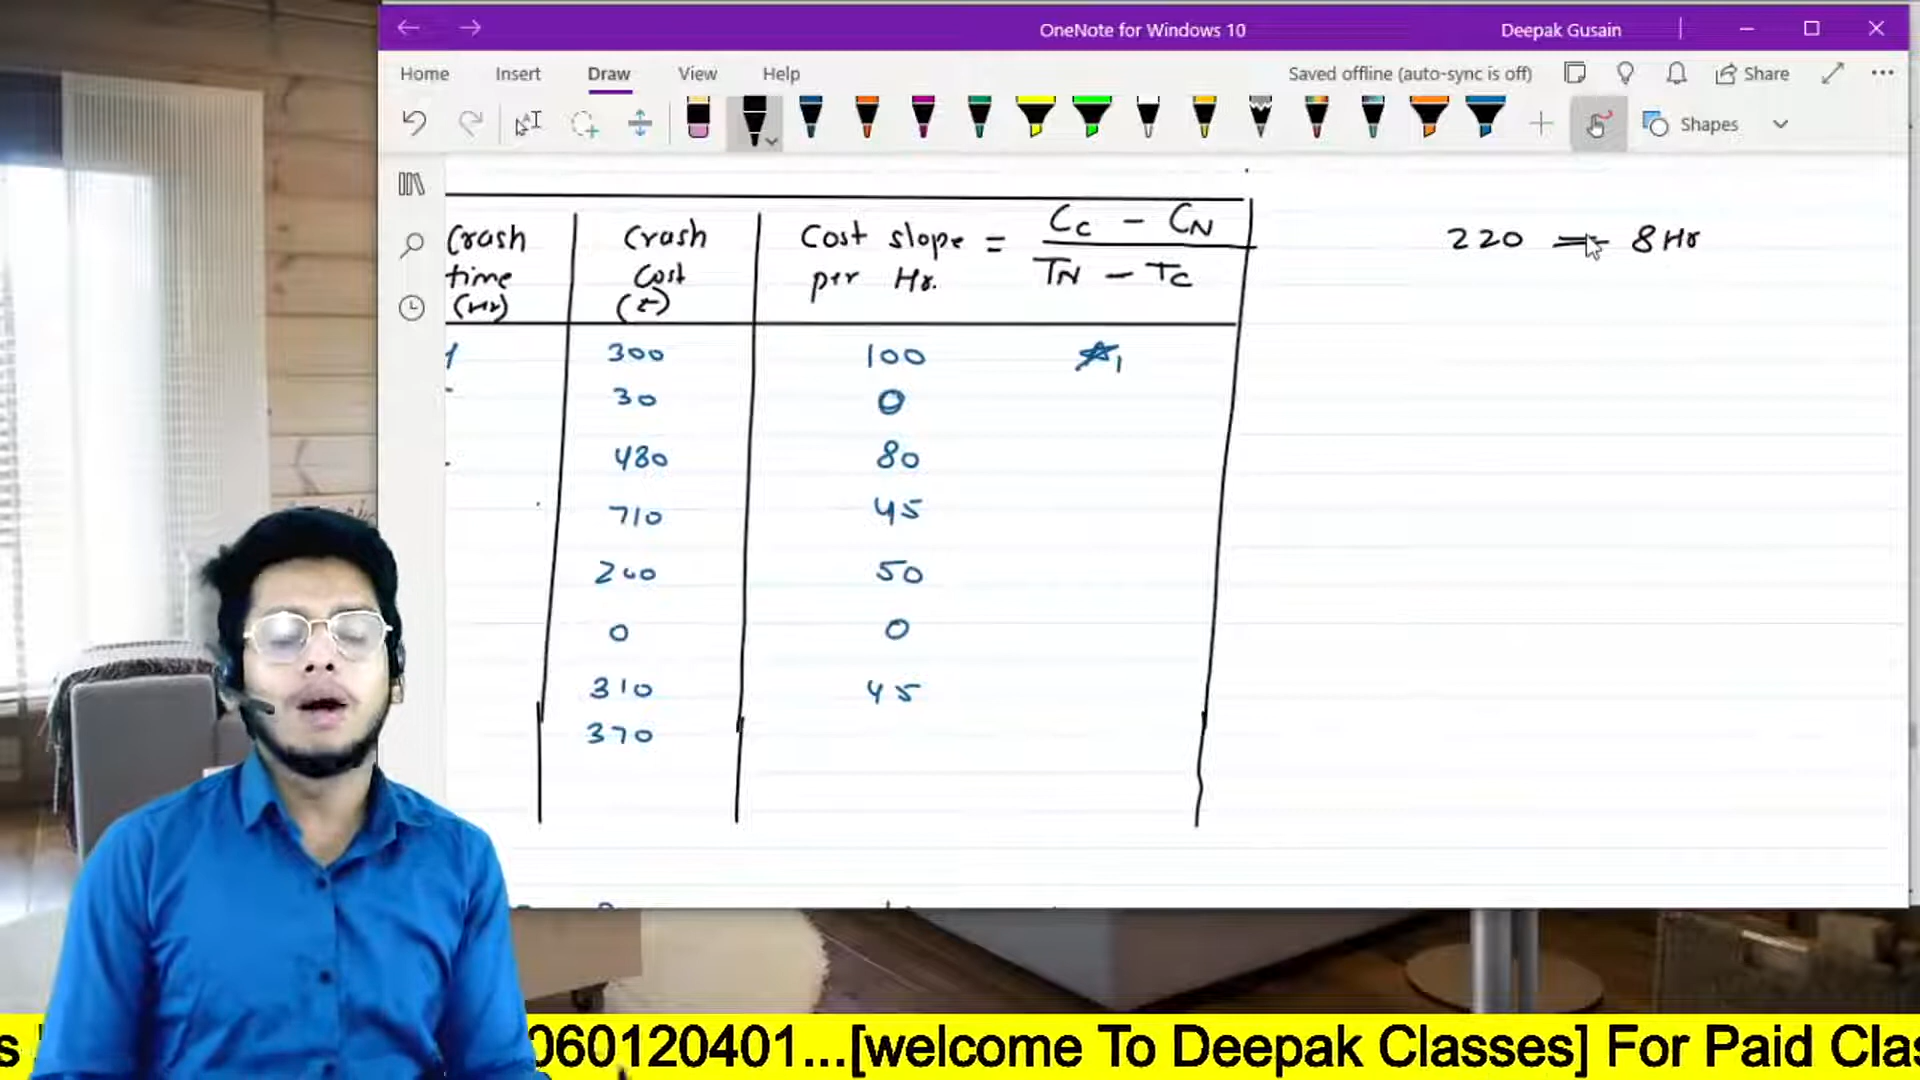 OneNote for Windows 10
Deepak Gusain
Home Insert Draw View Help
Saved offline (auto-sync is off)
Share
Shapes
Crash time (Hr)
Crash Cost (₹)
Cost slope per Hr. = Cc - CN / TN - Tc
220 => 8 Hr
1 300 100 1
30 0
480 80
710 45
200 50
0 0
310 45
370
060120401...[welcome To Deepak Classes] For Paid Clas